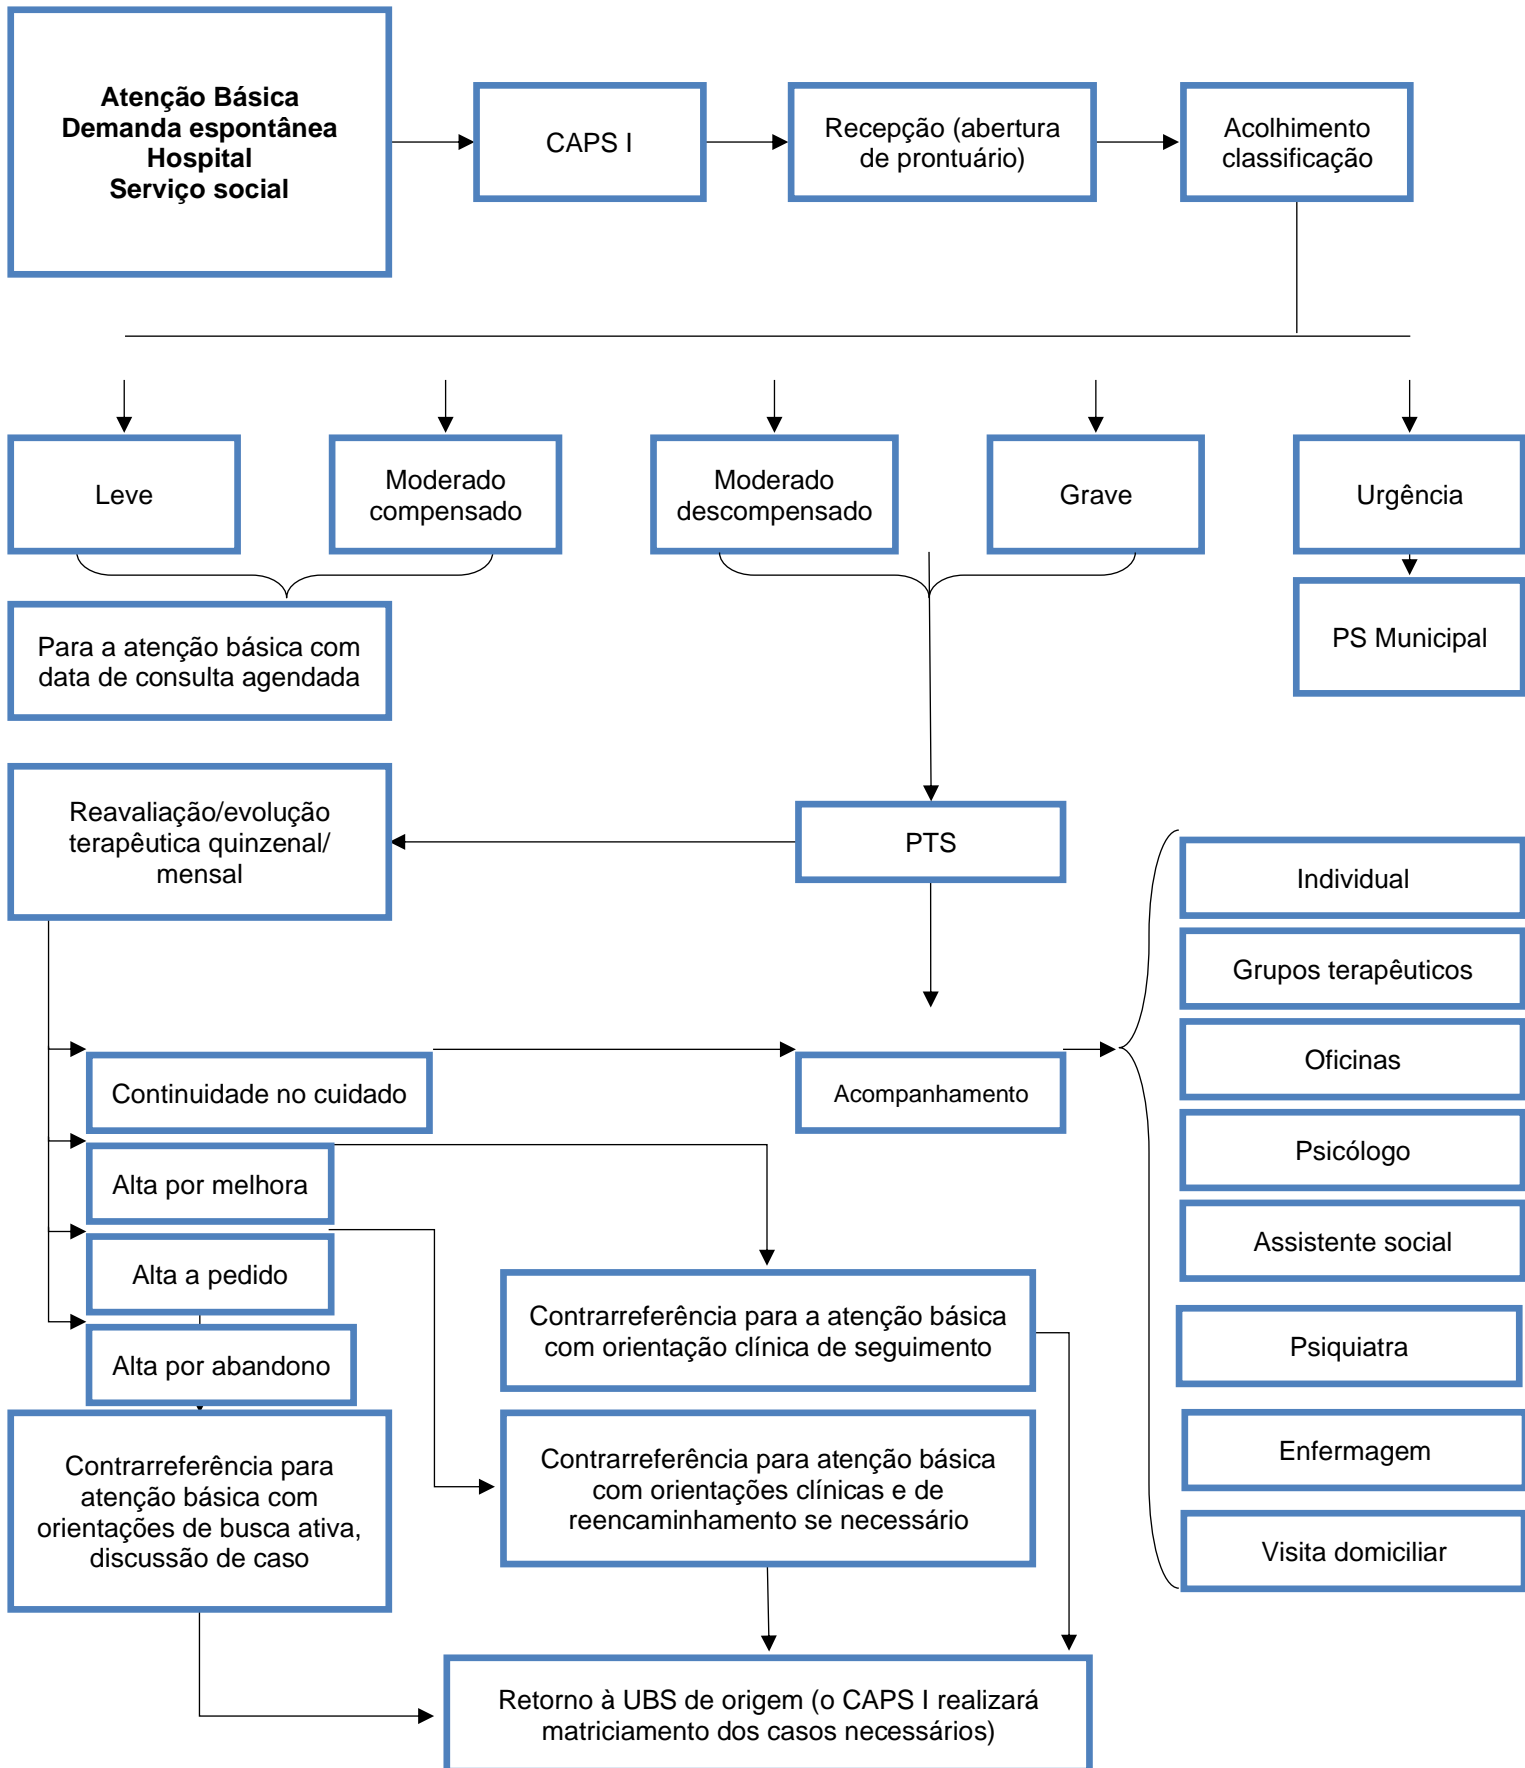 Atenção Básica
Demanda espontânea
Hospital
Serviço social
CAPS I
Recepção (abertura
de prontuário)
Acolhimento
classificação
Leve
Moderado
compensado
Moderado
descompensado
Grave
Urgência
Para a atenção básica com
data de consulta agendada
PS Municipal
Reavaliação/evolução
terapêutica quinzenal/
mensal
PTS
Individual
Grupos terapêuticos
Oficinas
Psicólogo
Assistente social
Psiquiatra
Enfermagem
Visita domiciliar
Continuidade no cuidado
Acompanhamento
Alta por melhora
Alta a pedido
Alta por abandono
Contrarreferência para a atenção básica
com orientação clínica de seguimento
Contrarreferência para
atenção básica com
orientações de busca ativa,
discussão de caso
Contrarreferência para atenção básica
com orientações clínicas e de
reencaminhamento se necessário
Retorno à UBS de origem (o CAPS I realizará
matriciamento dos casos necessários)